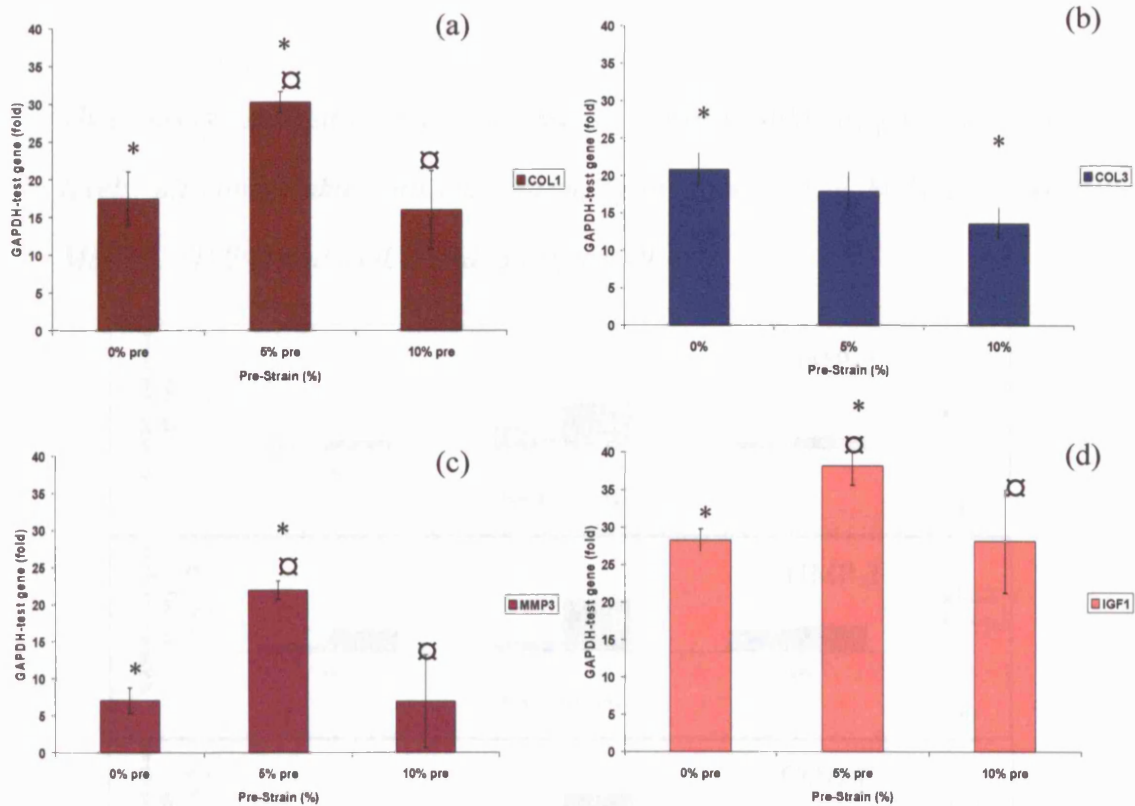 (a)
GAPDH-test gene (fold)
40
35
30
25
20
15
10
5
0
*
*
¤
¤
COL1
0% pre
5% pre
10% pre
Pre-Strain (%)
(b)
GAPDH-test gene (fold)
40
35
30
25
20
15
10
5
0
*
*
COL3
0%
5%
10%
Pre-Strain (%)
(c)
GAPDH-test gene (fold)
40
35
30
25
20
15
10
5
0
*
*
¤
¤
MMP3
0% pre
5% pre
10% pre
Pre-Strain (%)
(d)
GAPDH-test gene (fold)
40
35
30
25
20
15
10
5
0
*
*
¤
¤
IGF1
0% pre
5% pre
10% pre
Pre-Strain (%)